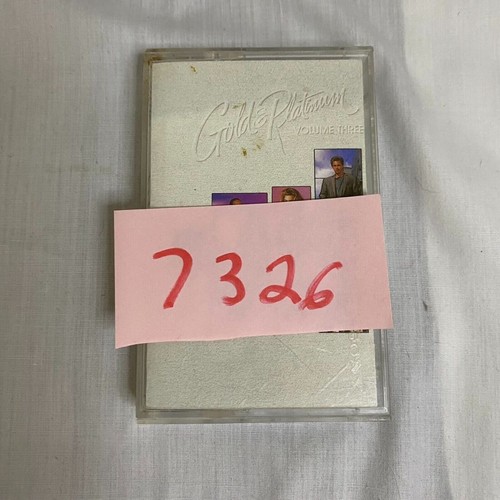 Gold & Platinum
VOLUME THREE
7326